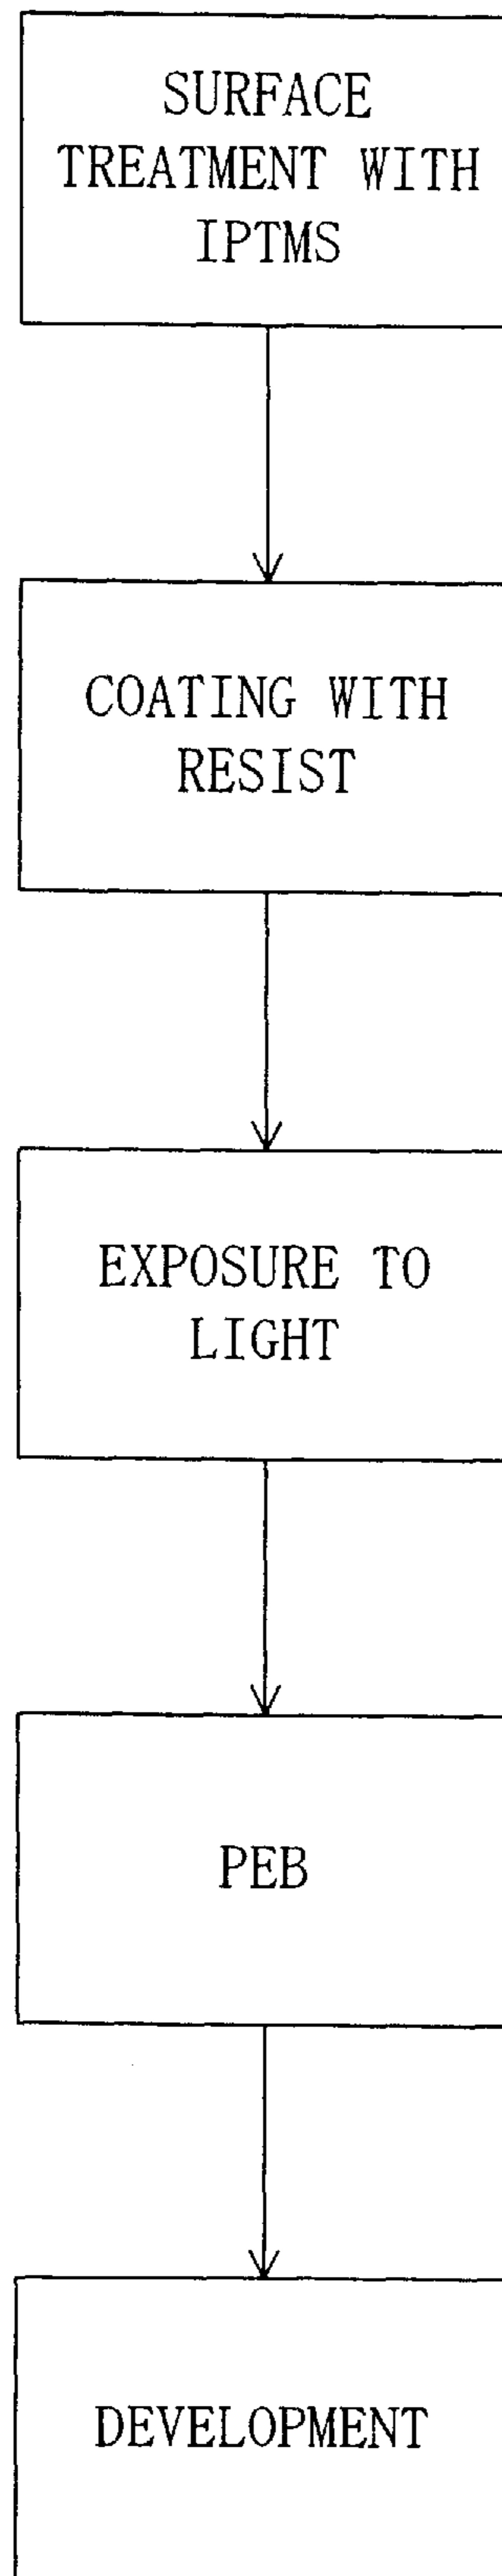 SURFACE
TREATMENT WITH
IPTMS
COATING WITH
RESIST
EXPOSURE TO
LIGHT
PEB
DEVELOPMENT